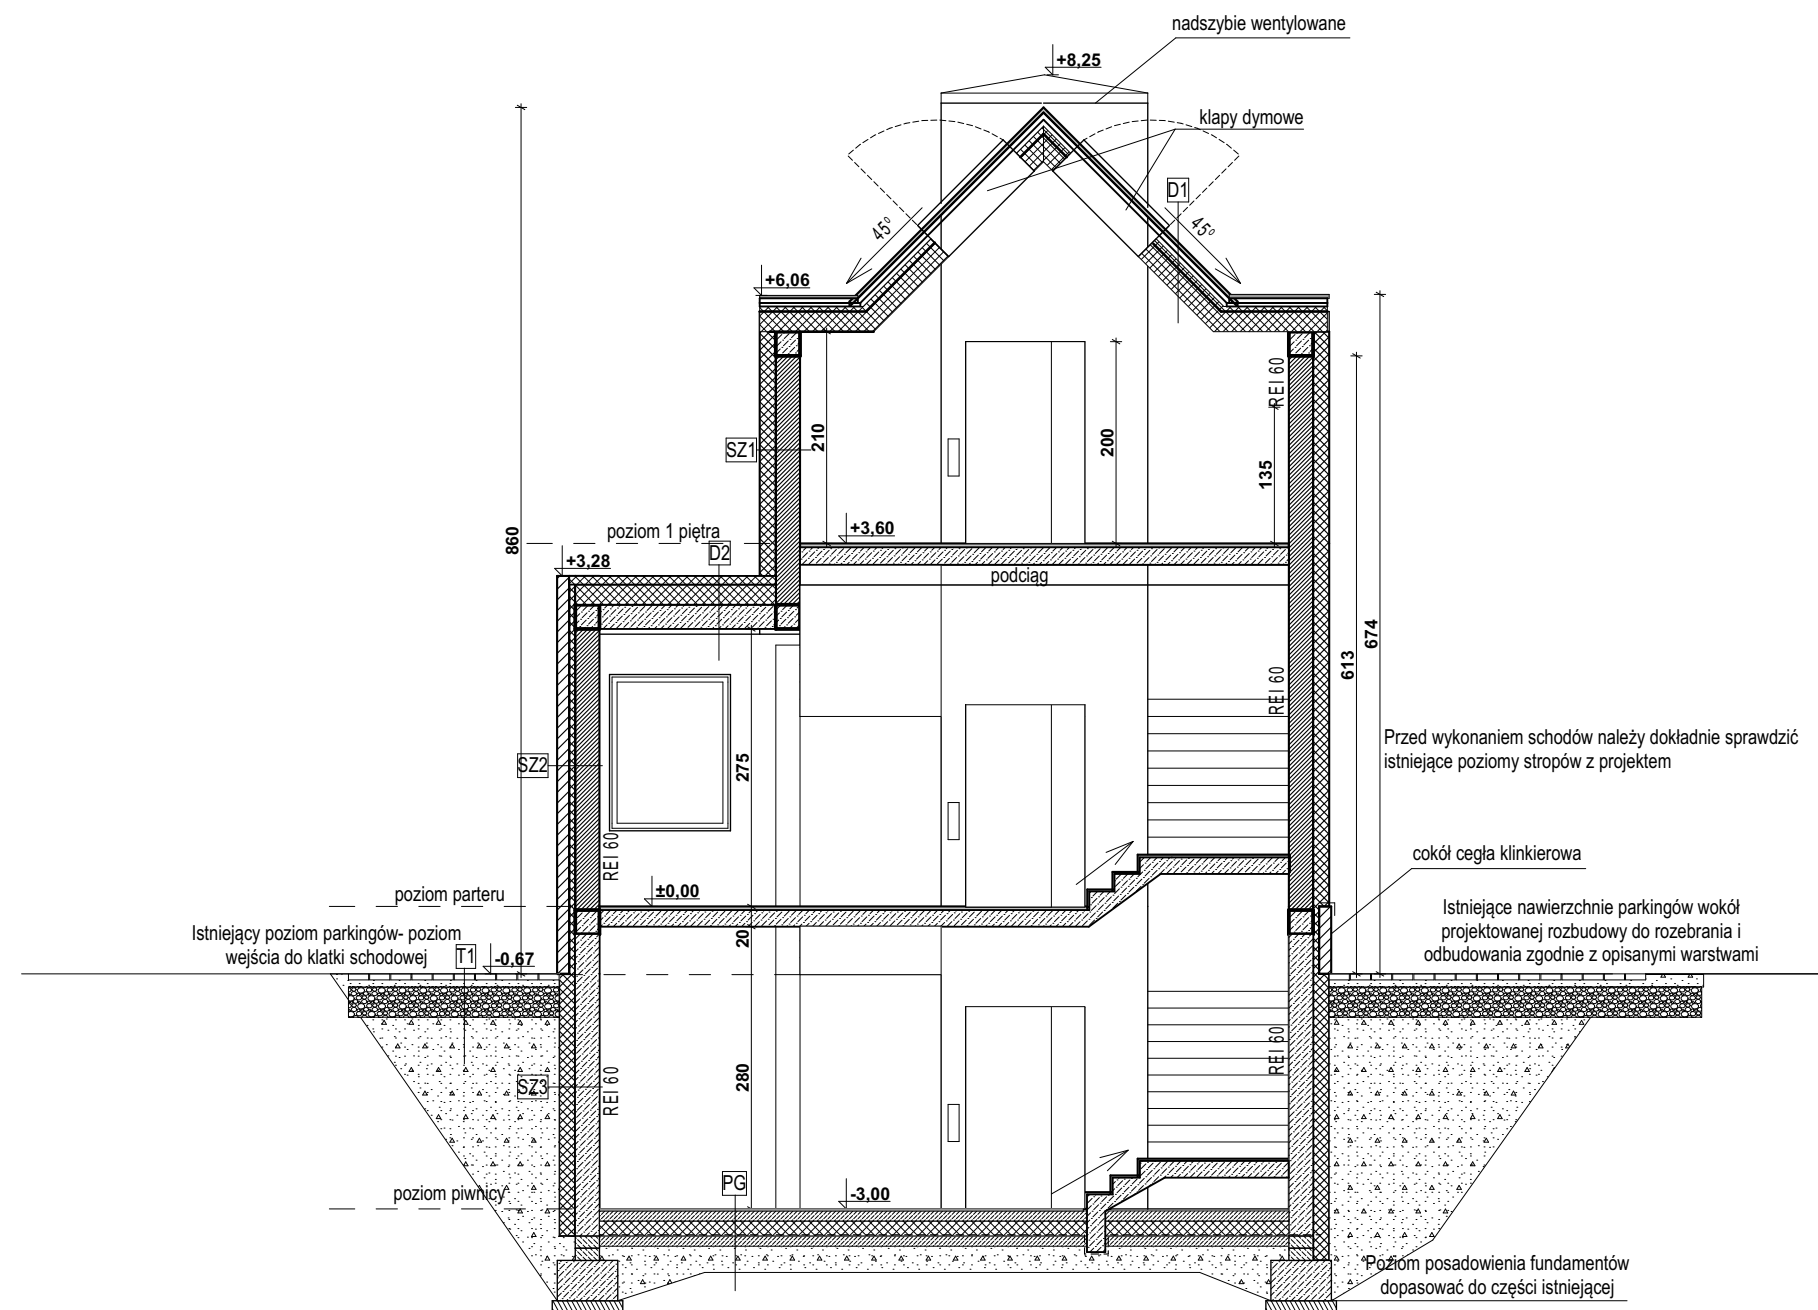 nadszybie wentylowane
+8,25
klapy dymowe
D1
45º
45º
+6,06
REI 60
SZ1
210
200
135
860
poziom 1 piętra
+3,60
D2
+3,28
podciąg
674
613
REI 60
Przed wykonaniem schodów należy dokładnie sprawdzić
istniejące poziomy stropów z projektem
SZ2
275
REI 60
cokół cegła klinkierowa
poziom parteru
±0,00
Istniejący poziom parkingów- poziom
wejścia do klatki schodowej
T1
-0,67
20
Istniejące nawierzchnie parkingów wokół
projektowanej rozbudowy do rozebrania i
odbudowania zgodnie z opisanymi warstwami
REI 60
SZ3
REI 60
280
poziom piwnicy
PG
-3,00
Poziom posadowienia fundamentów
dopasować do części istniejącej